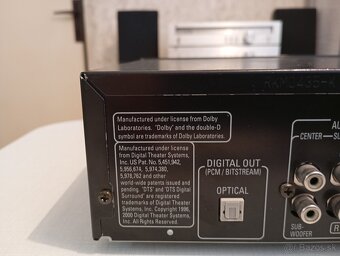 Manufactured under license from Dolby
Laboratories. "Dolby" and the double-D
symbol are trademarks of Dolby Laboratories.
Manufactured under license
from Digital Theater Systems,
Inc. US Pat. No. 5,451,942,
5,956,674, 5,974,380,
5,978,762 and other
world-wide patents issued and
pending. "DTS" and "DTS Digital
Surround" are registered
trademarks of Digital Theater
Systems, Inc. Copyright 1996,
2000 Digital Theater Systems,
Inc. All Rights Reserved.
DIGITAL OUT
(PCM / BITSTREAM)
OPTICAL
AU
CENTER
SU
SUB-
WOOFER
R
bazos.sk